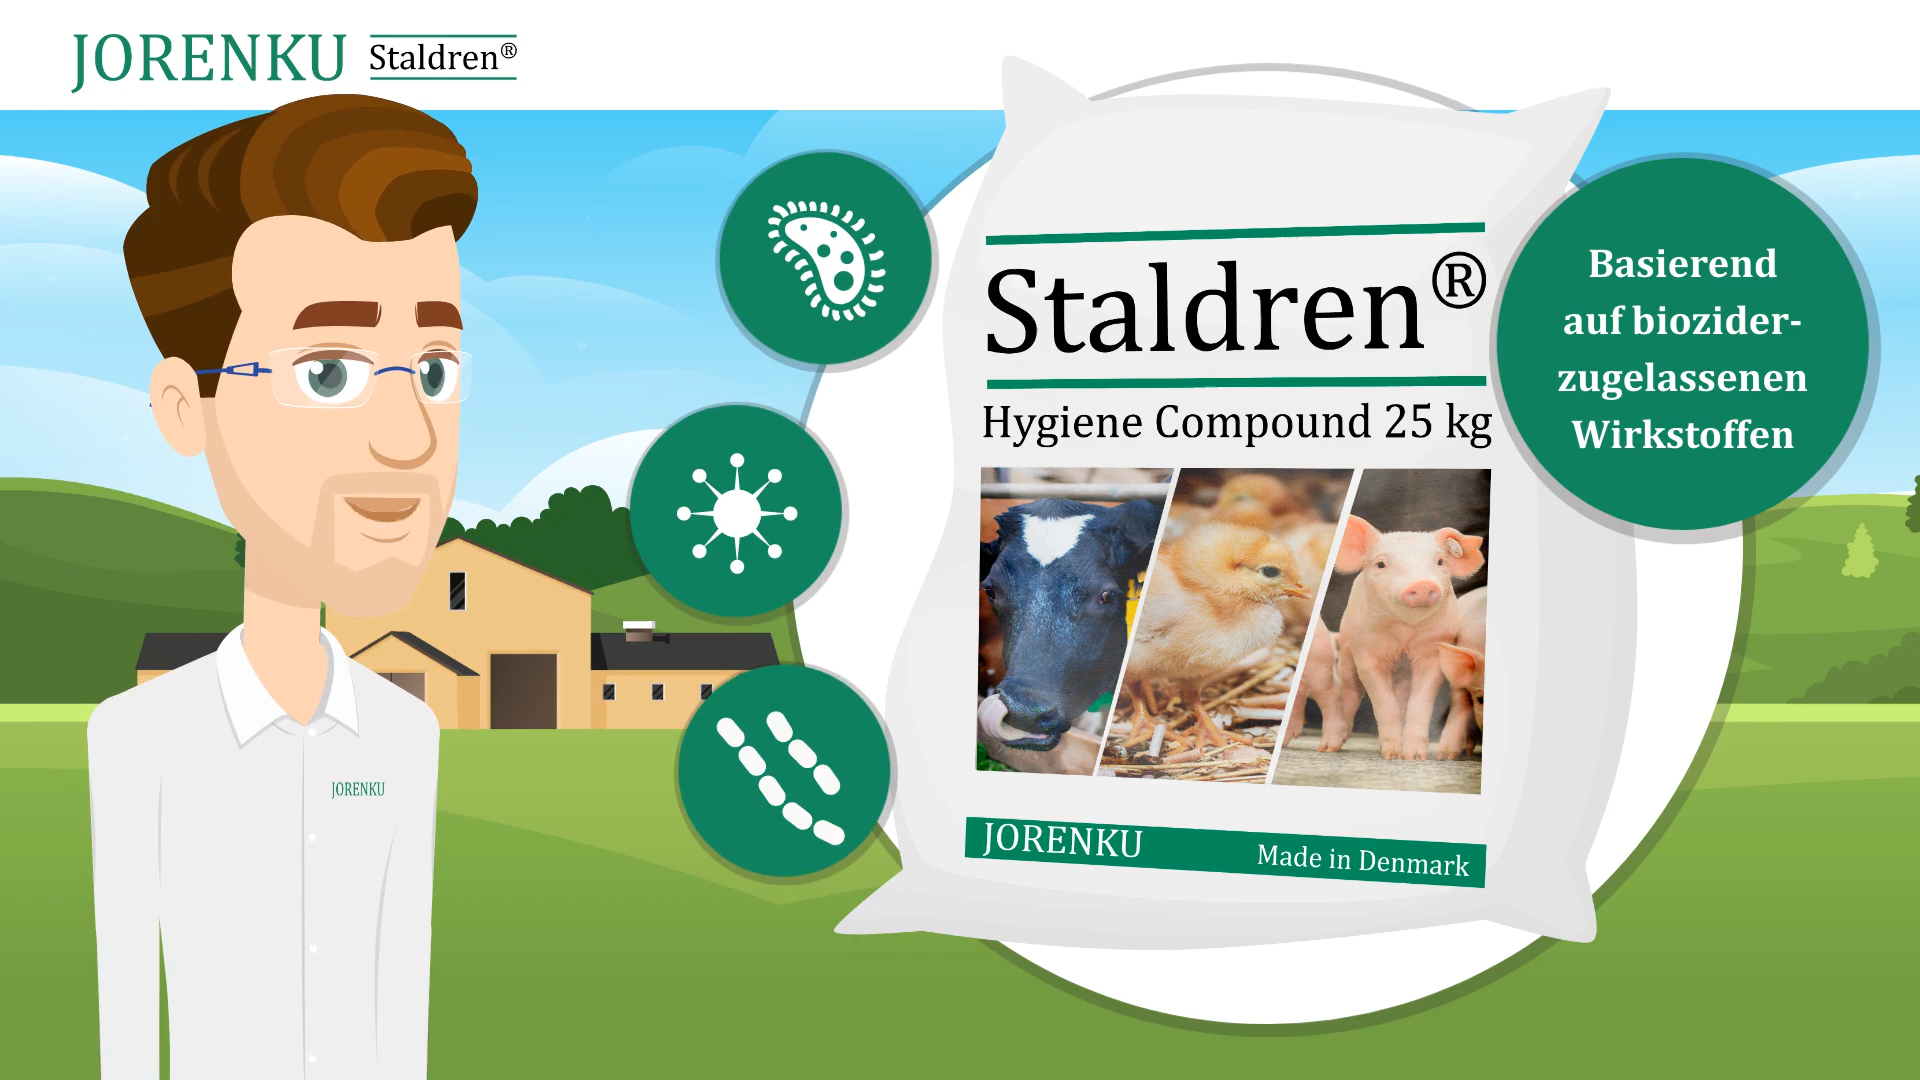 JORENKU Staldren®
Staldren®
Hygiene Compound 25 kg
JORENKU Made in Denmark
Basierend
auf biozider-
zugelassenen
Wirkstoffen
JORENKU